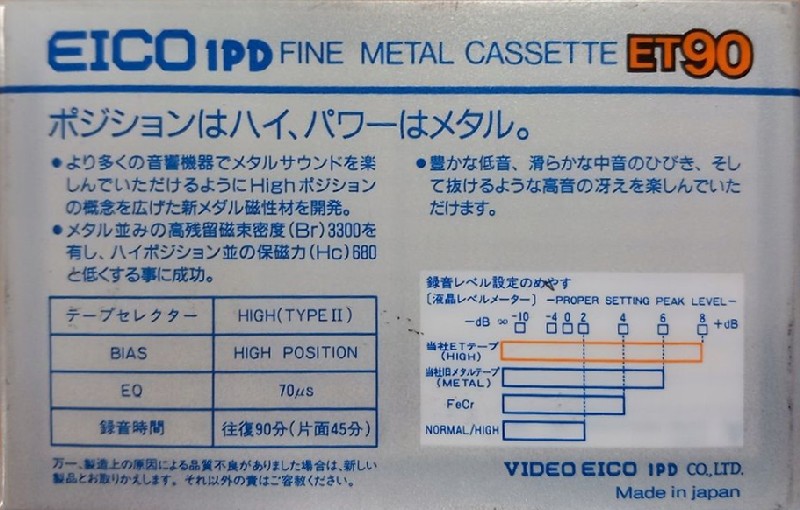 EICO IPD FINE METAL CASSETTE ET90
ポジションはハイ、パワーはメタル。
●より多くの音響機器でメタルサウンドを楽
しんでいただけるようにHighポジション
の概念を広げた新メダル磁性材を開発。
●メタル並みの高残留磁束密度(Br)3300を
有し、ハイポジション並の保磁力(Hc)680
と低くする事に成功。
●豊かな低音、滑らかな中音のひびき、そし
て抜けるような高音の冴えを楽しんでいた
だけます。
テープセレクター HIGH(TYPEⅡ)
BIAS HIGH POSITION
EQ 70μs
録音時間 往復90分(片面45分)
録音レベル設定のめやす
〔液晶レベルメーター〕 -PROPER SETTING PEAK LEVEL-
-dB ∞ -10 -4 0 2 4 6 8 +dB
当社ETテープ
(HIGH)
当社旧メタルテープ
(METAL)
FeCr
NORMAL/HIGH
万一、製造上の原因による品質不良がありました場合は、新しい
製品とお取りかえします。それ以外の責はご容赦ください。
VIDEO EICO IPD CO.,LTD.
Made in japan